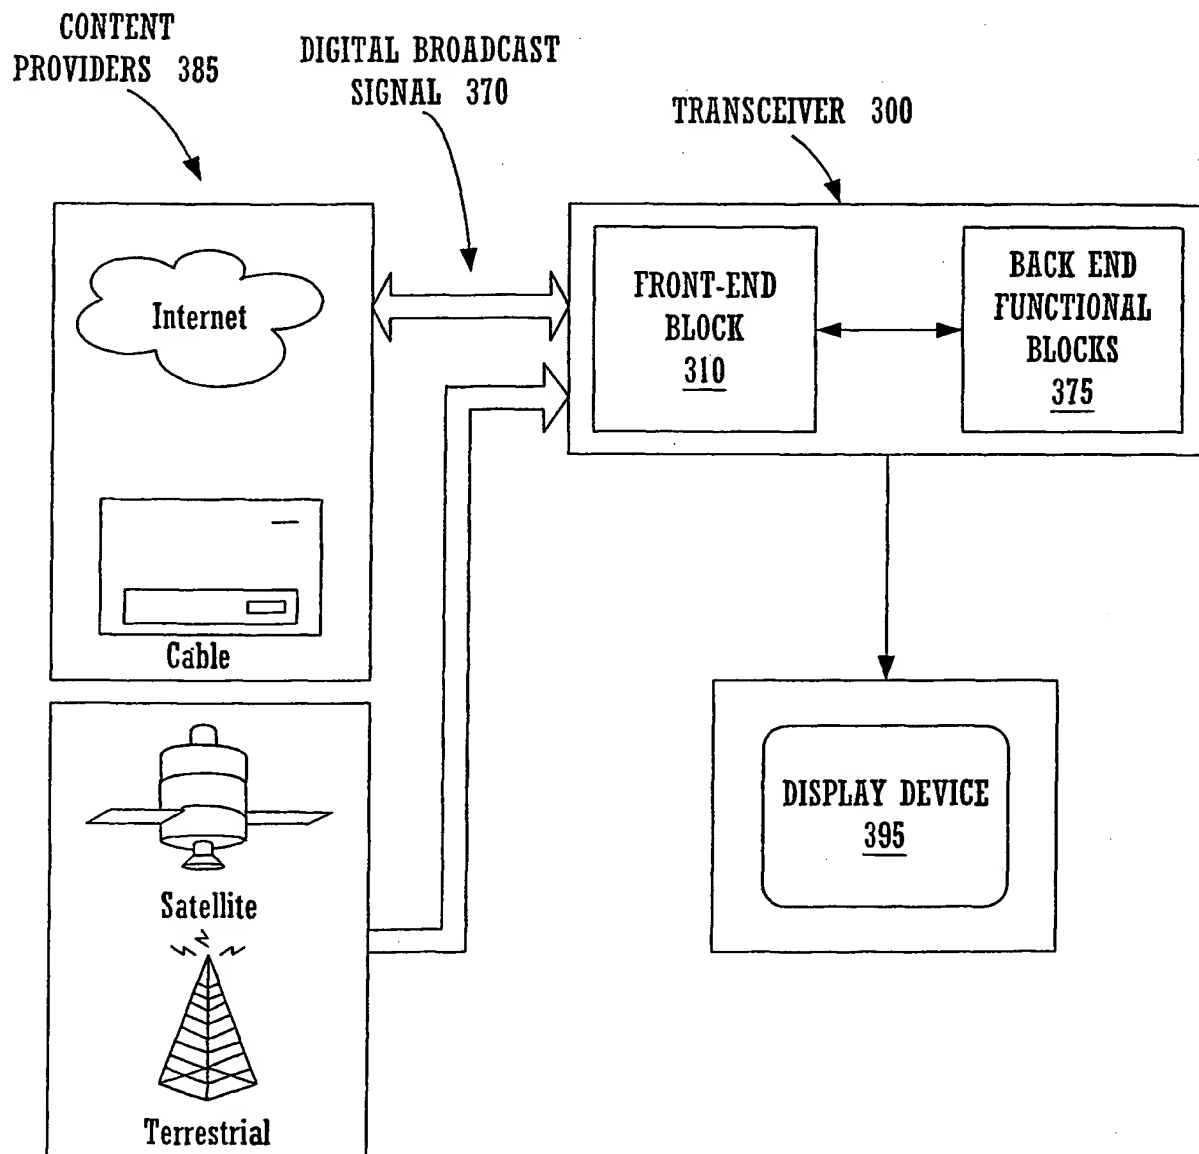 CONTENT
PROVIDERS 385
DIGITAL BROADCAST
SIGNAL 370
TRANSCEIVER 300
Internet
FRONT-END
BLOCK
310
BACK END
FUNCTIONAL
BLOCKS
375
Cable
Satellite
Terrestrial
DISPLAY DEVICE
395